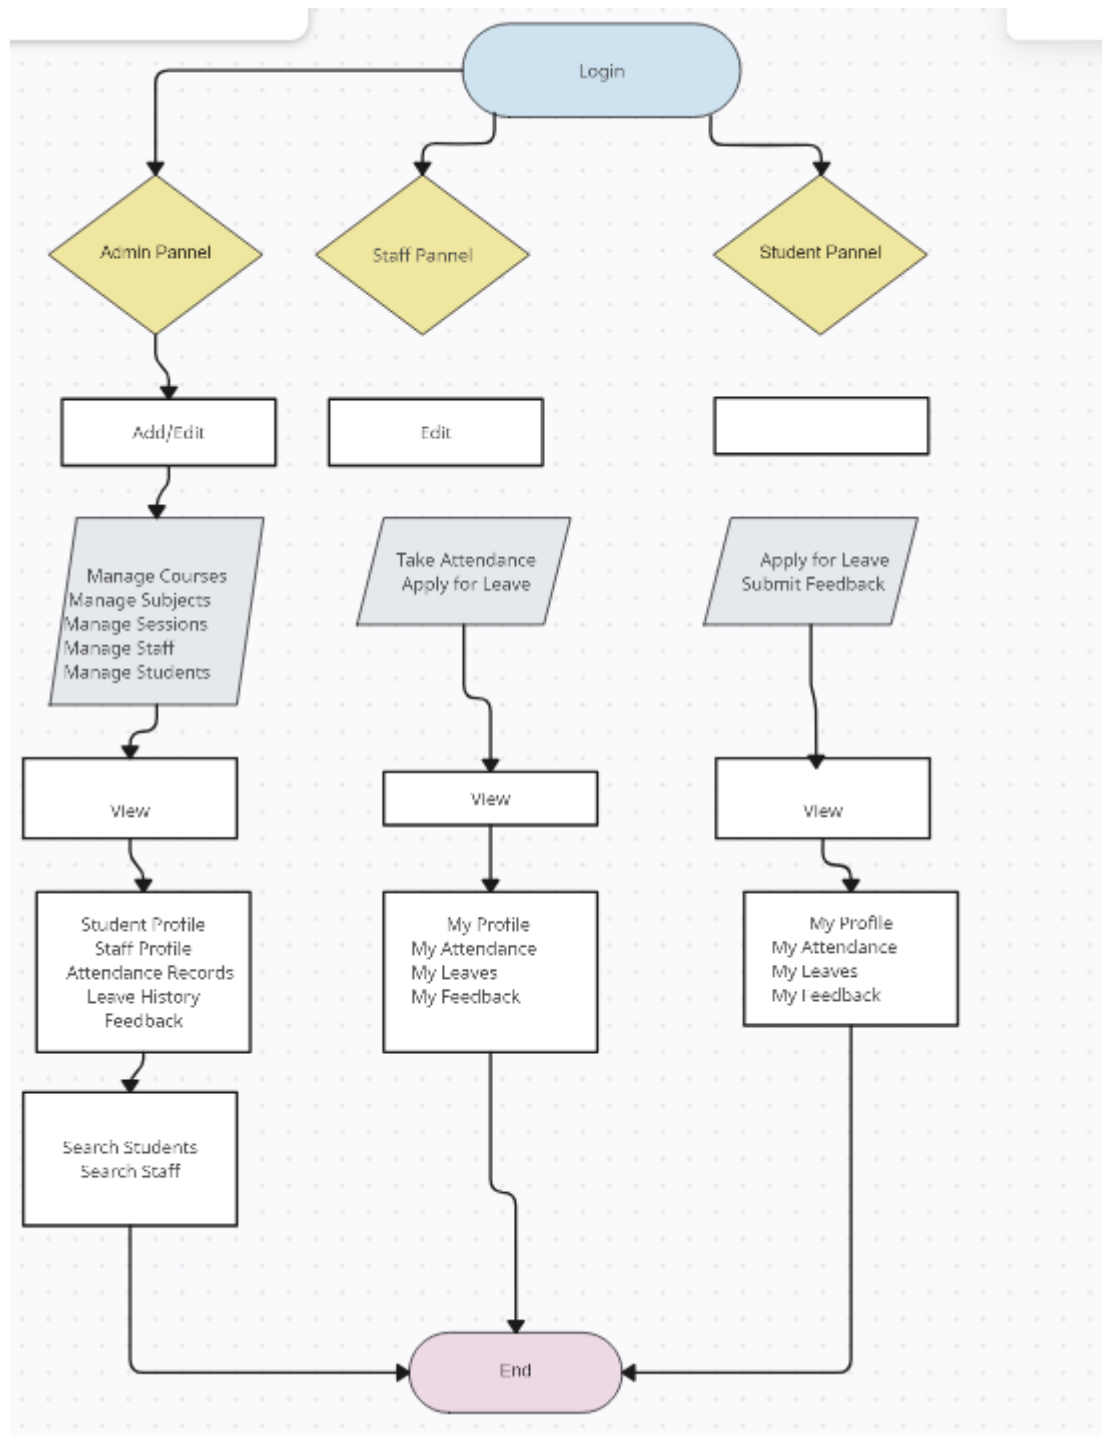 Login
Admin Pannel
Staff Pannel
Student Pannel
Add/Edit
Edit
Manage Courses
Manage Subjects
Manage Sessions
Manage Staff
Manage Students
Take Attendance
Apply for Leave
Apply for Leave
Submit Feedback
View
View
View
Student Profile
Staff Profile
Attendance Records
Leave History
Feedback
My Profile
My Attendance
My Leaves
My Feedback
My Profile
My Attendance
My Leaves
My Feedback
Search Students
Search Staff
End